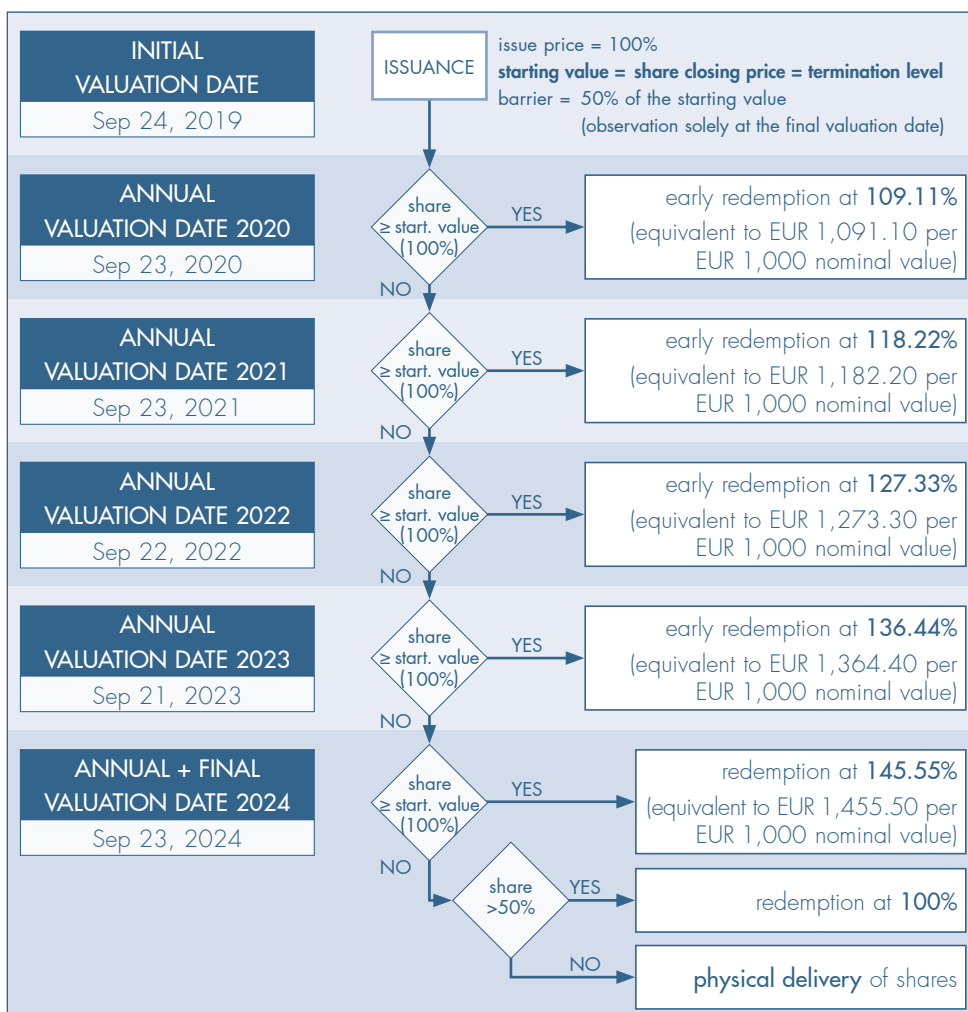 INITIAL
VALUATION DATE
Sep 24, 2019
ISSUANCE
issue price = 100%
starting value = share closing price = termination level
barrier = 50% of the starting value
(observation solely at the final valuation date)
ANNUAL
VALUATION DATE 2020
Sep 23, 2020
share
≥ start. value
(100%)
YES
early redemption at 109.11%
(equivalent to EUR 1,091.10 per
EUR 1,000 nominal value)
NO
ANNUAL
VALUATION DATE 2021
Sep 23, 2021
share
≥ start. value
(100%)
YES
early redemption at 118.22%
(equivalent to EUR 1,182.20 per
EUR 1,000 nominal value)
NO
ANNUAL
VALUATION DATE 2022
Sep 22, 2022
share
≥ start. value
(100%)
YES
early redemption at 127.33%
(equivalent to EUR 1,273.30 per
EUR 1,000 nominal value)
NO
ANNUAL
VALUATION DATE 2023
Sep 21, 2023
share
≥ start. value
(100%)
YES
early redemption at 136.44%
(equivalent to EUR 1,364.40 per
EUR 1,000 nominal value)
NO
ANNUAL + FINAL
VALUATION DATE 2024
Sep 23, 2024
share
≥ start. value
(100%)
YES
redemption at 145.55%
(equivalent to EUR 1,455.50 per
EUR 1,000 nominal value)
NO
share
>50%
YES
redemption at 100%
NO
physical delivery of shares